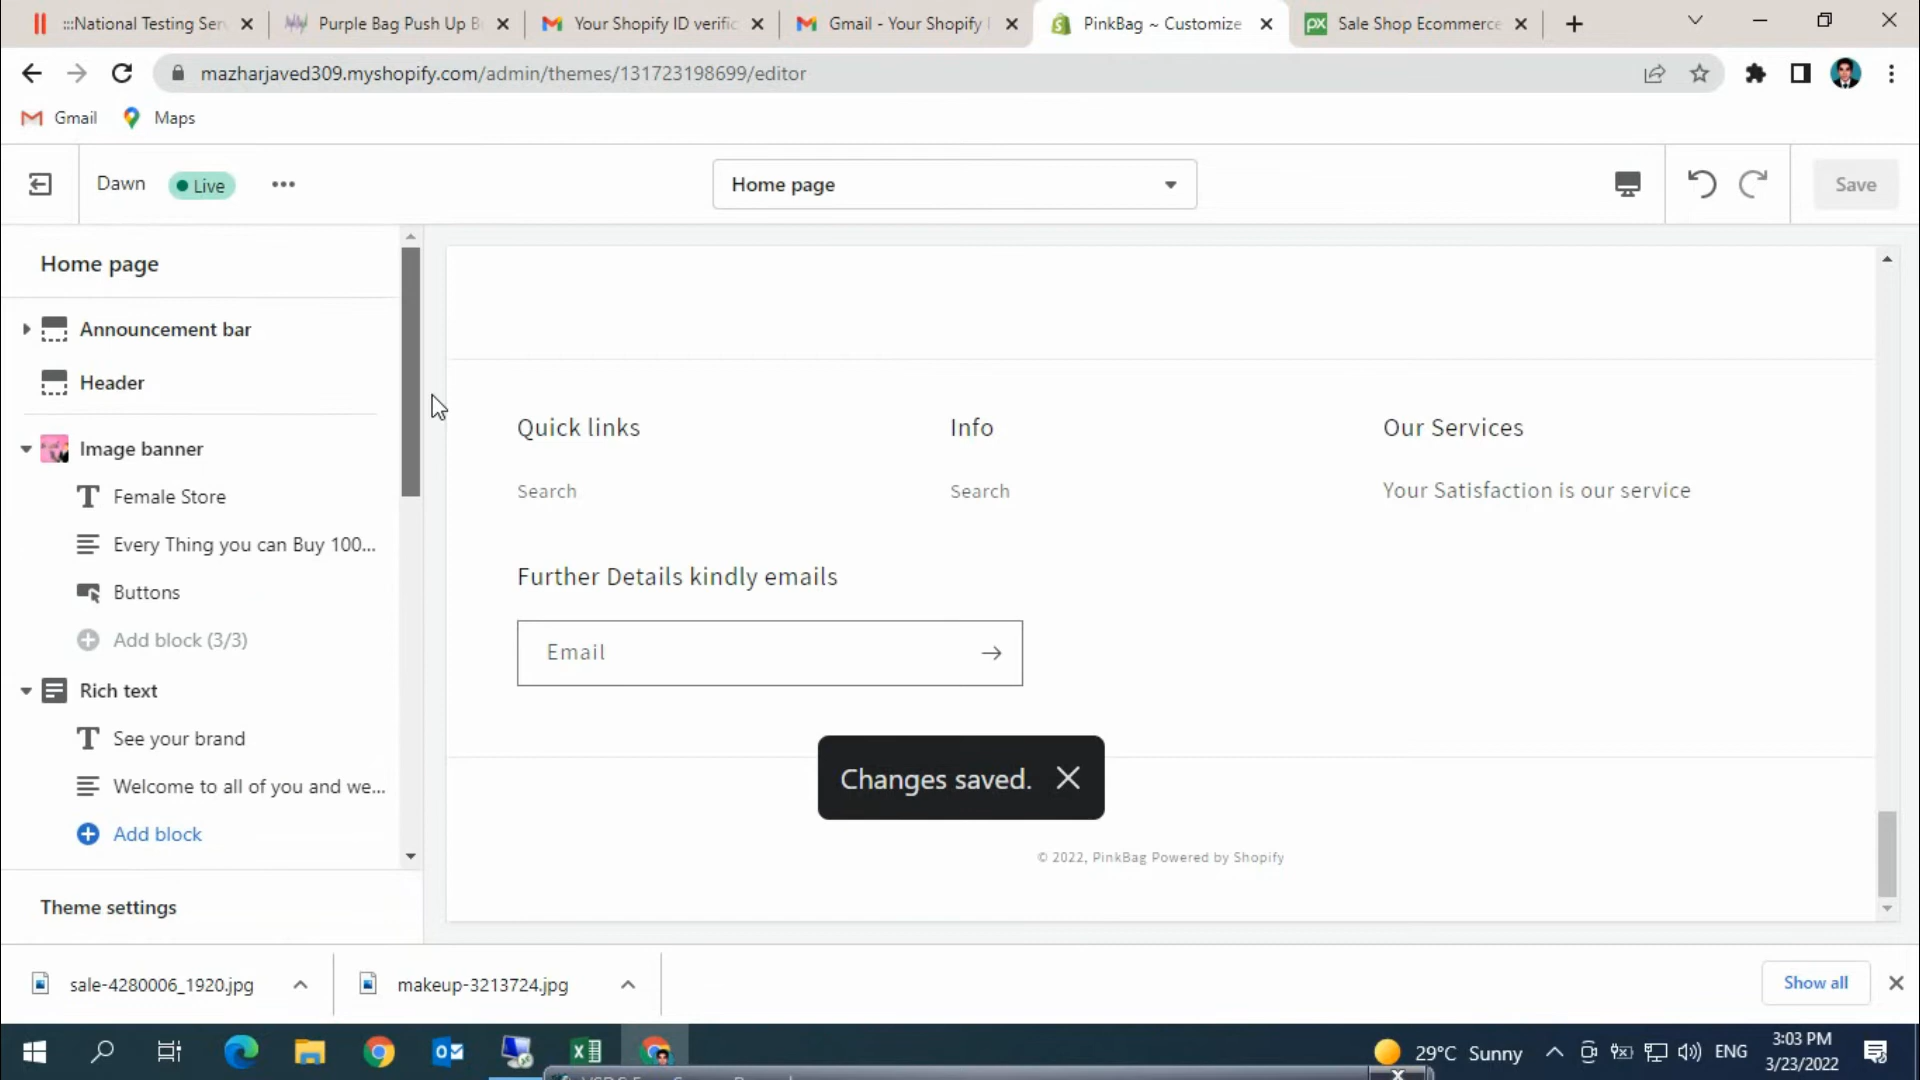 :::National Testing Ser
Purple Bag Push Up B
Your Shopify ID verific
Gmail - Your Shopify
PinkBag ~ Customize
px
Sale Shop Ecommerce
mazharjaved309.myshopify.com/admin/themes/131723198699/editor
Gmail
Maps
Dawn
Live
Home page
Save
Home page
Announcement bar
Header
Image banner
Female Store
Every Thing you can Buy 100...
Buttons
Add block (3/3)
Rich text
See your brand
Welcome to all of you and we...
Add block
Theme settings
Quick links
Info
Our Services
Search
Search
Your Satisfaction is our service
Further Details kindly emails
Email
Changes saved.
© 2022, PinkBag Powered by Shopify
sale-4280006_1920.jpg
makeup-3213724.jpg
Show all
29°C Sunny
ENG
3:03 PM
3/23/2022